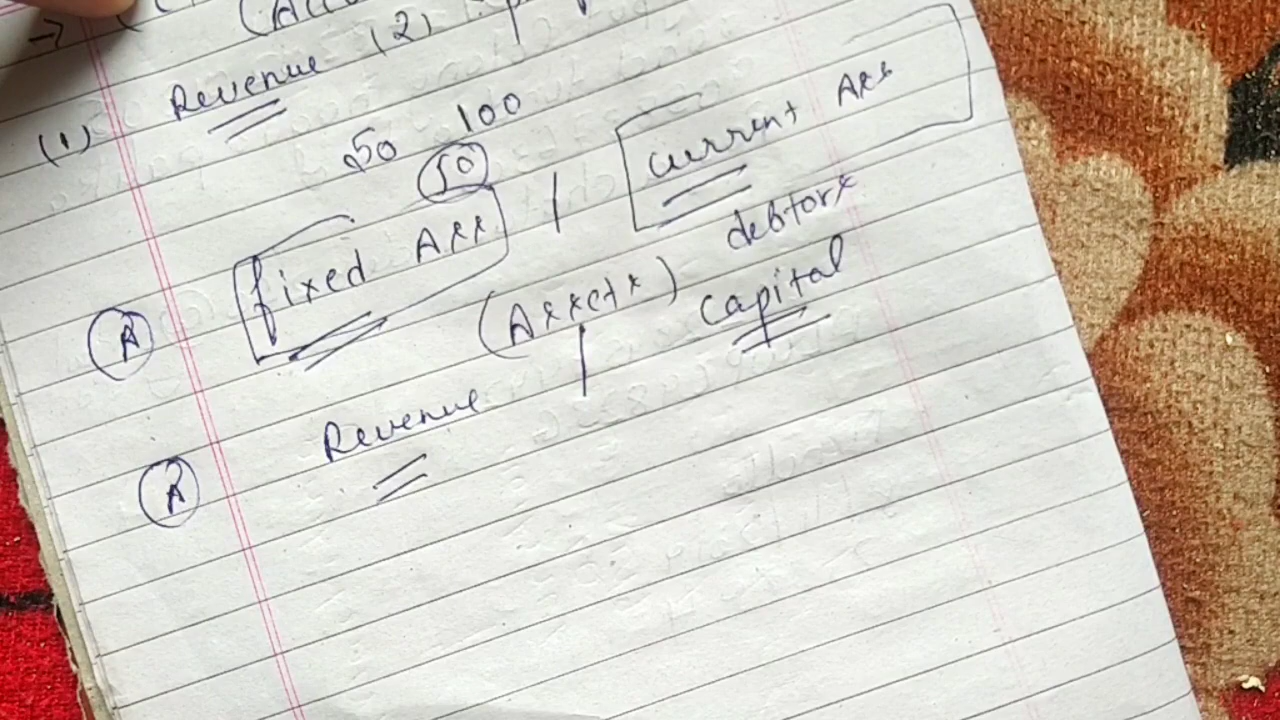 (1) Revenue (2)
50 100
50
(A) fixed Ass / current Ass
(Assets) debtors
Revenue / capital
(A)